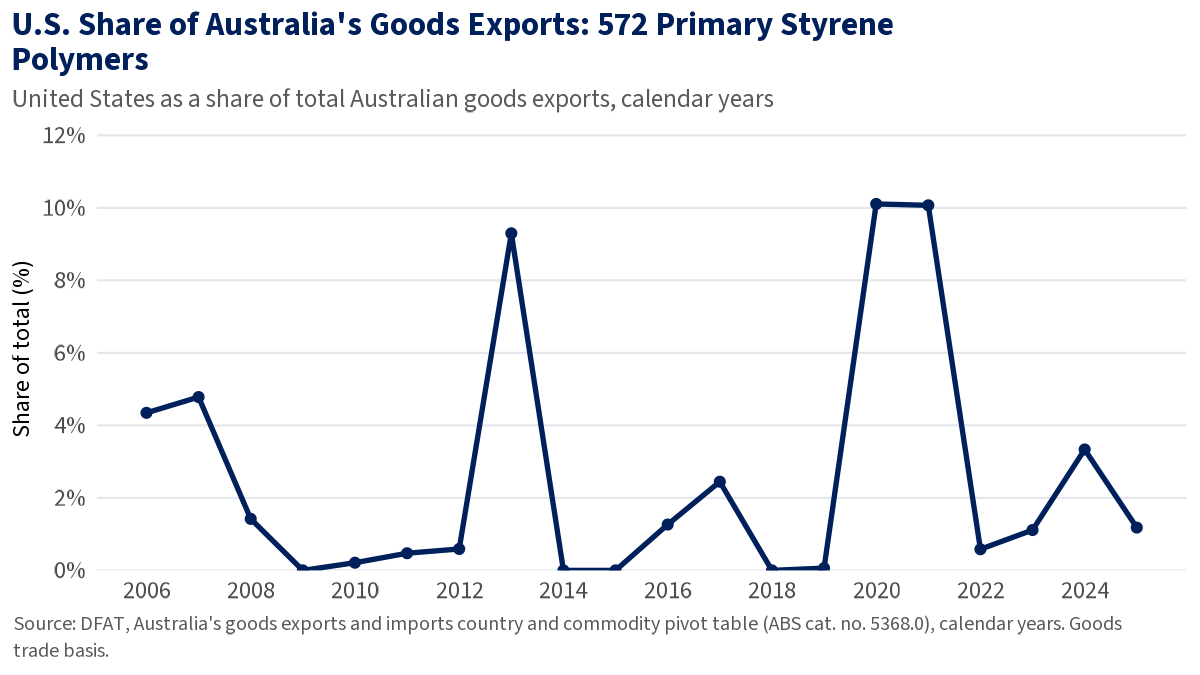 U.S. Share of Australia's Goods Exports: 572 Primary Styrene
Polymers
United States as a share of total Australian goods exports, calendar years
Share of total (%)
12%
10%
8%
6%
4%
2%
0%
2006 2008 2010 2012 2014 2016 2018 2020 2022 2024
Source: DFAT, Australia's goods exports and imports country and commodity pivot table (ABS cat. no. 5368.0), calendar years. Goods
trade basis.